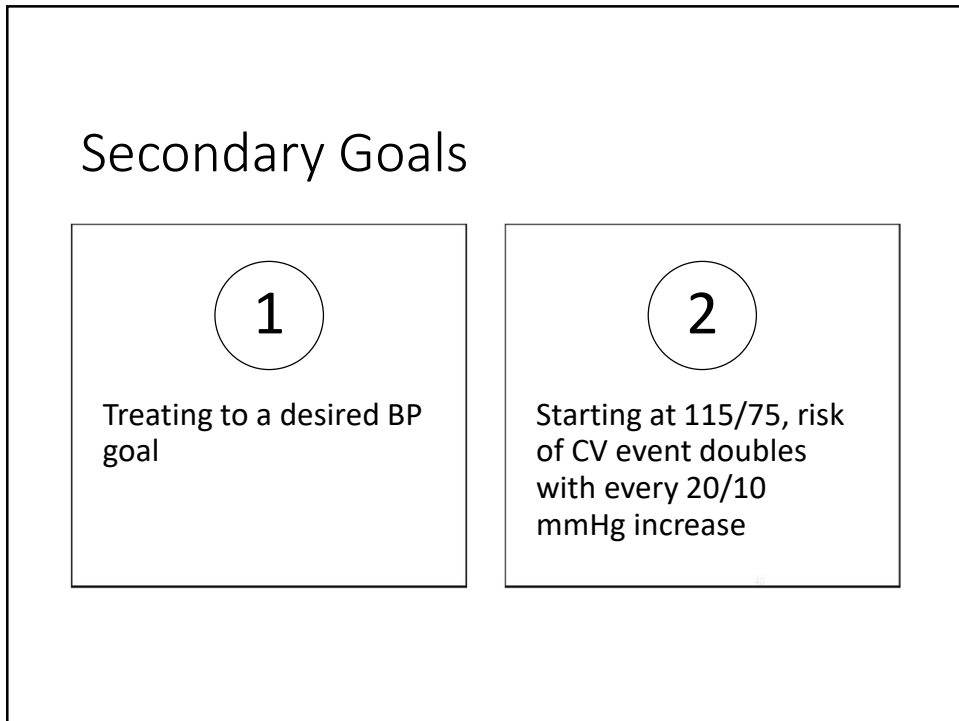 Secondary Goals
1
Treating to a desired BP
goal
2
Starting at 115/75, risk
of CV event doubles
with every 20/10
mmHg increase